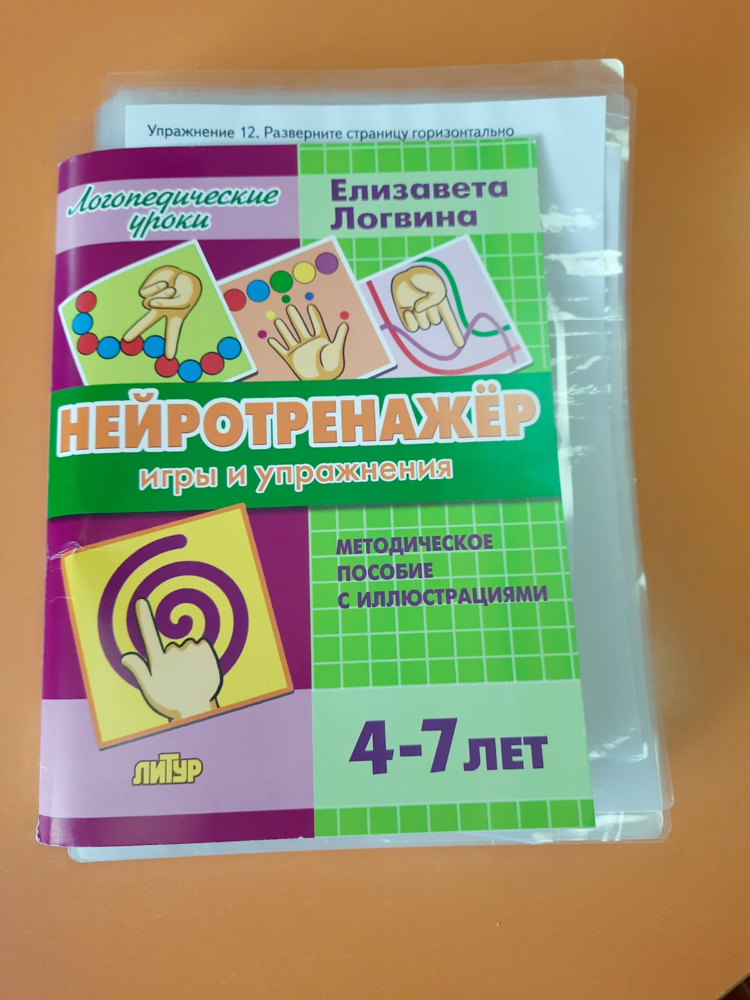 Упражнение 12. Разверните страницу горизонтально
Логопедические
уроки
Елизавета
Логвина
НЕЙРОТРЕНАЖЁР
игры и упражнения
МЕТОДИЧЕСКОЕ
ПОСОБИЕ
С ИЛЛЮСТРАЦИЯМИ
4-7 ЛЕТ
ЛИТУР